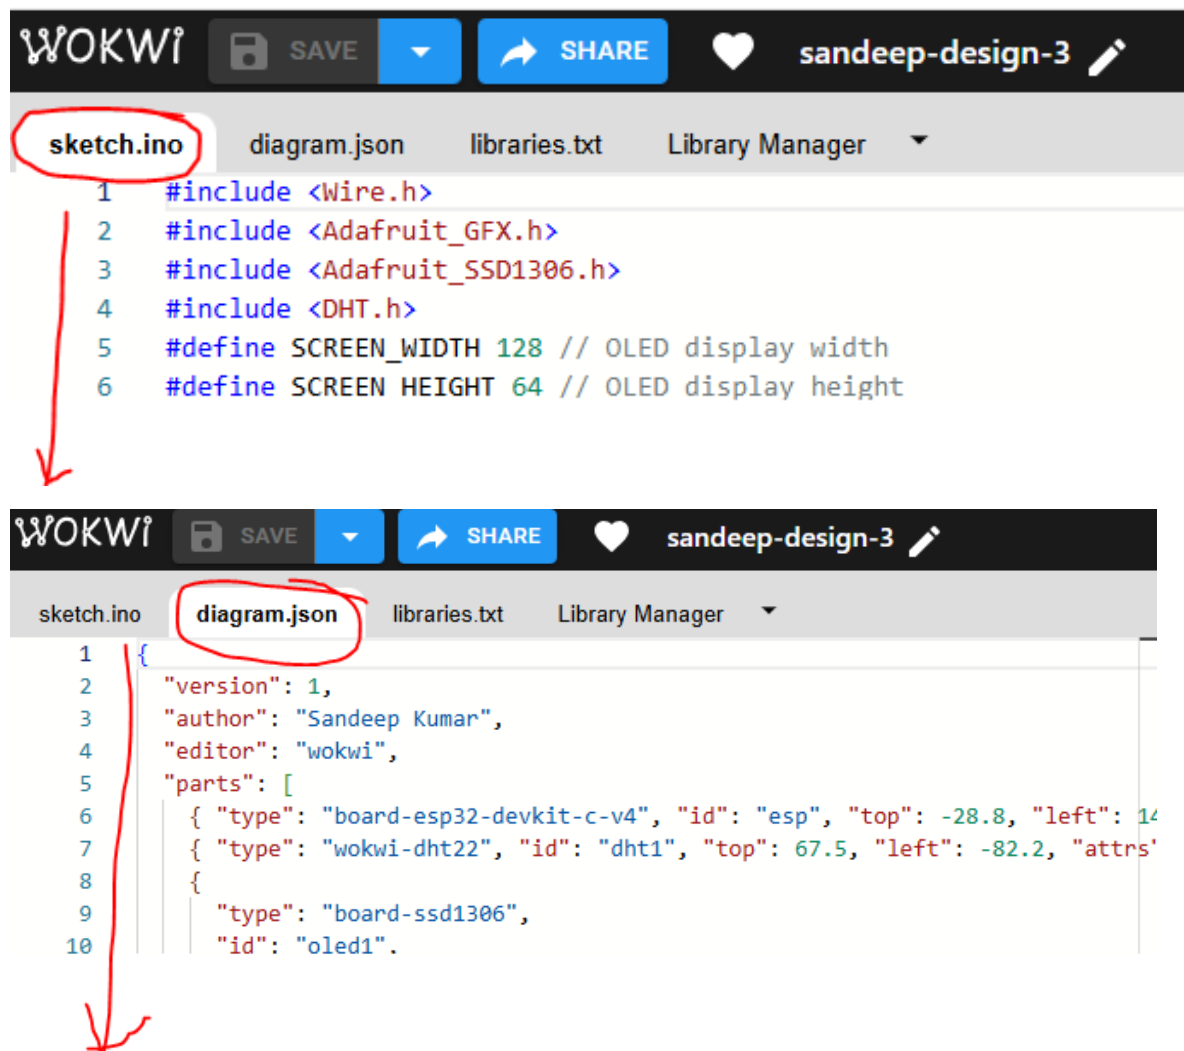 WOKWI SAVE SHARE sandeep-design-3
sketch.ino diagram.json libraries.txt Library Manager
1 #include <Wire.h>
2 #include <Adafruit_GFX.h>
3 #include <Adafruit_SSD1306.h>
4 #include <DHT.h>
5 #define SCREEN_WIDTH 128 // OLED display width
6 #define SCREEN HEIGHT 64 // OLED display height
WOKWI SAVE SHARE sandeep-design-3
sketch.ino diagram.json libraries.txt Library Manager
1 {
2 "version": 1,
3 "author": "Sandeep Kumar",
4 "editor": "wokwi",
5 "parts": [
6 { "type": "board-esp32-devkit-c-v4", "id": "esp", "top": -28.8, "left": 14
7 { "type": "wokwi-dht22", "id": "dht1", "top": 67.5, "left": -82.2, "attrs"
8 {
9 "type": "board-ssd1306",
10 "id": "oled1",